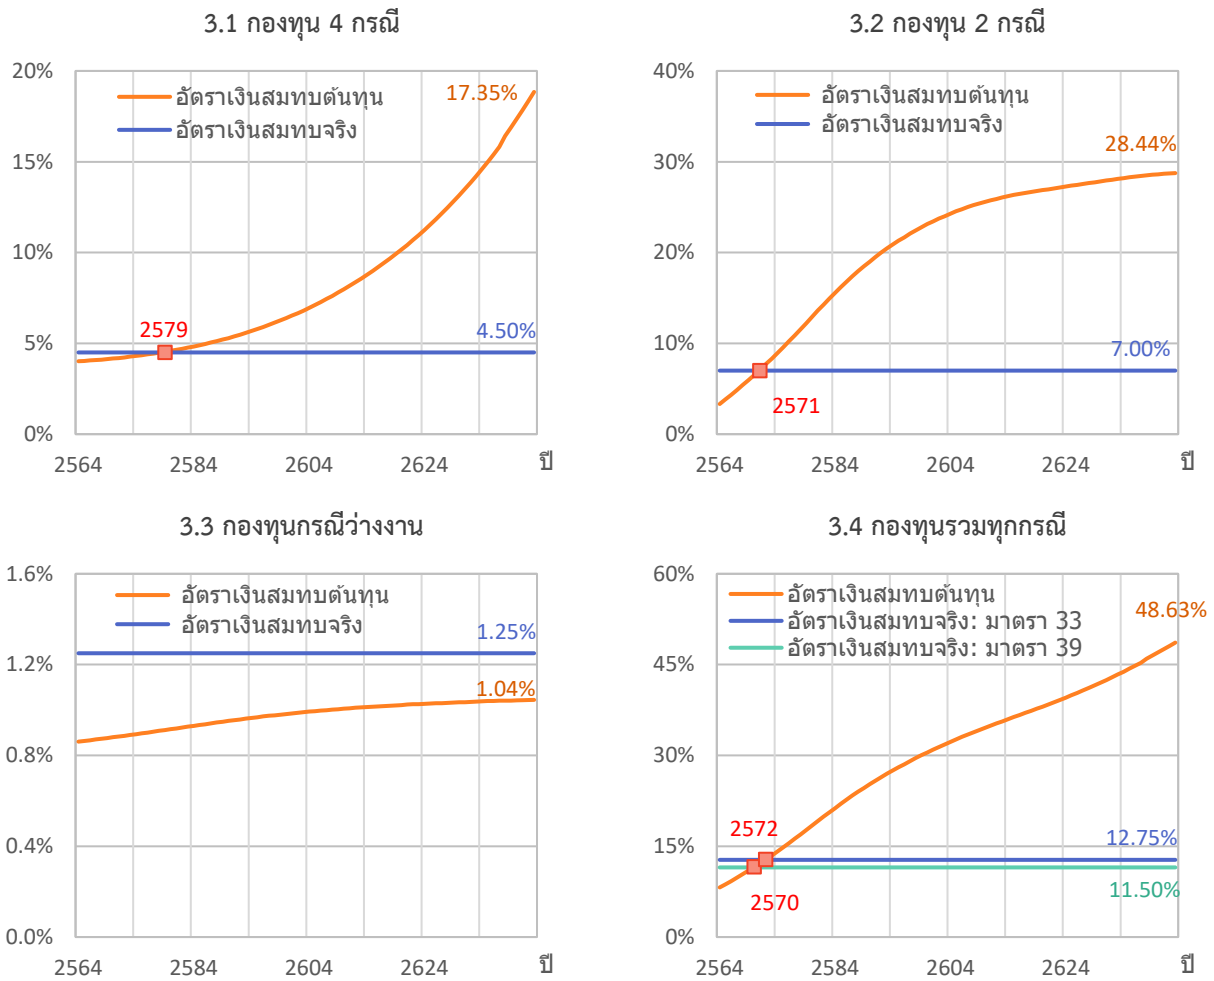 3.1 กองทุน 4 กรณี
20%
15%
10%
5%
0%
อัตราเงินสมทบต้นทุน
อัตราเงินสมทบจริง
17.35%
2579
4.50%
2564 2584 2604 2624 ปี
3.2 กองทุน 2 กรณี
40%
30%
20%
10%
0%
อัตราเงินสมทบต้นทุน
อัตราเงินสมทบจริง
28.44%
7.00%
2571
2564 2584 2604 2624 ปี
3.3 กองทุนกรณีว่างงาน
1.6%
1.2%
0.8%
0.4%
0.0%
อัตราเงินสมทบต้นทุน
อัตราเงินสมทบจริง
1.25%
1.04%
2564 2584 2604 2624 ปี
3.4 กองทุนรวมทุกกรณี
60%
45%
30%
15%
0%
อัตราเงินสมทบต้นทุน
อัตราเงินสมทบจริง: มาตรา 33
อัตราเงินสมทบจริง: มาตรา 39
48.63%
2572
12.75%
2570
11.50%
2564 2584 2604 2624 ปี